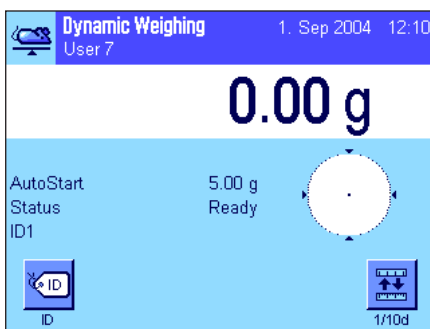 Dynamic Weighing 1. Sep 2004 12:10
User 7
0.00 g
AutoStart 5.00 g
Status Ready
ID1
ID
ID 1/10d